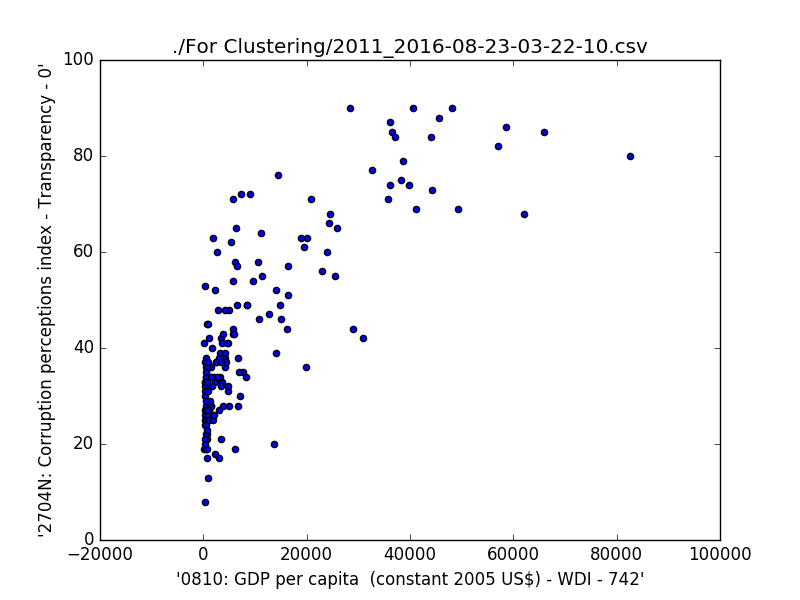 ./For Clustering/2011_2016-08-23-03-22-10.csv
100
80
60
40
20
0
'2704N: Corruption perceptions index - Transparency - 0'
−20000 0 20000 40000 60000 80000 100000
'0810: GDP per capita  (constant 2005 US$) - WDI - 742'